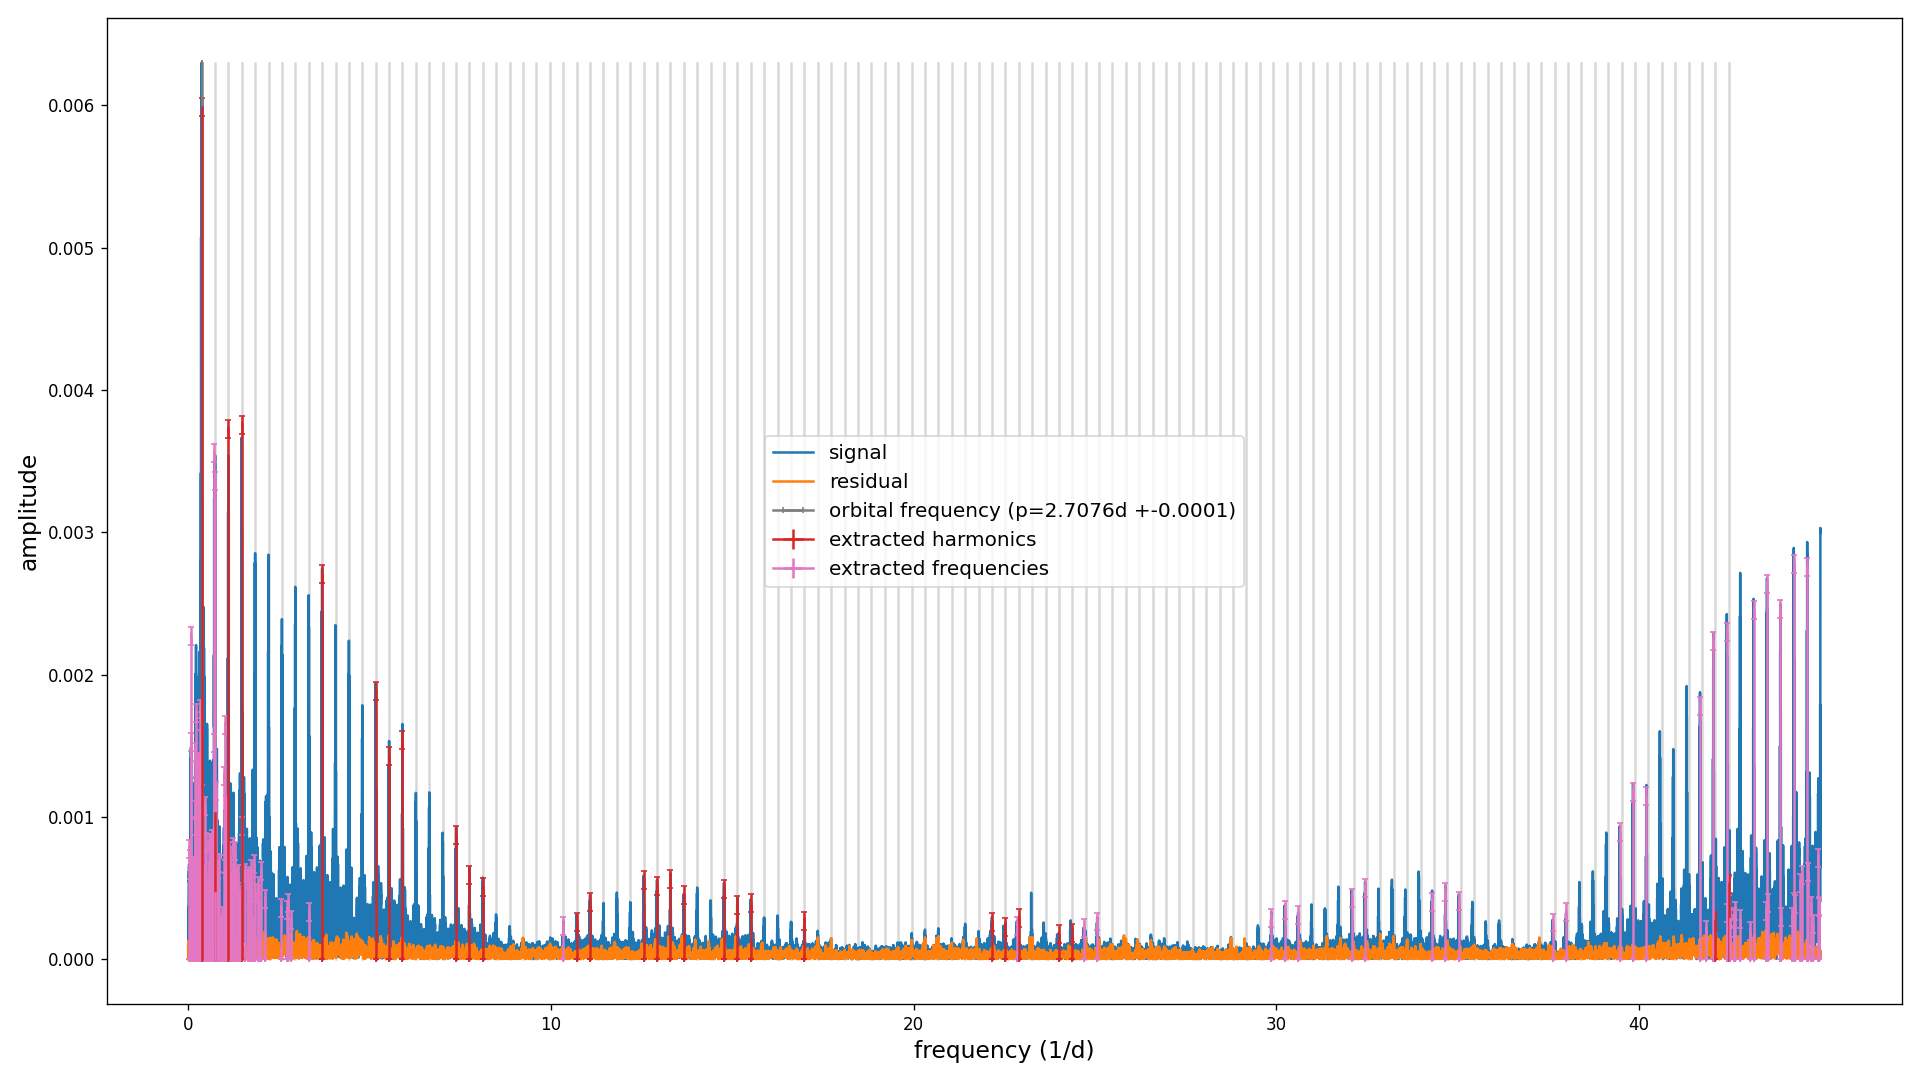 0.006
0.005
0.004
0.003
0.002
0.001
0.000
amplitude
signal
residual
orbital frequency (p=2.7076d +-0.0001)
extracted harmonics
extracted frequencies
0 10 20 30 40
frequency (1/d)